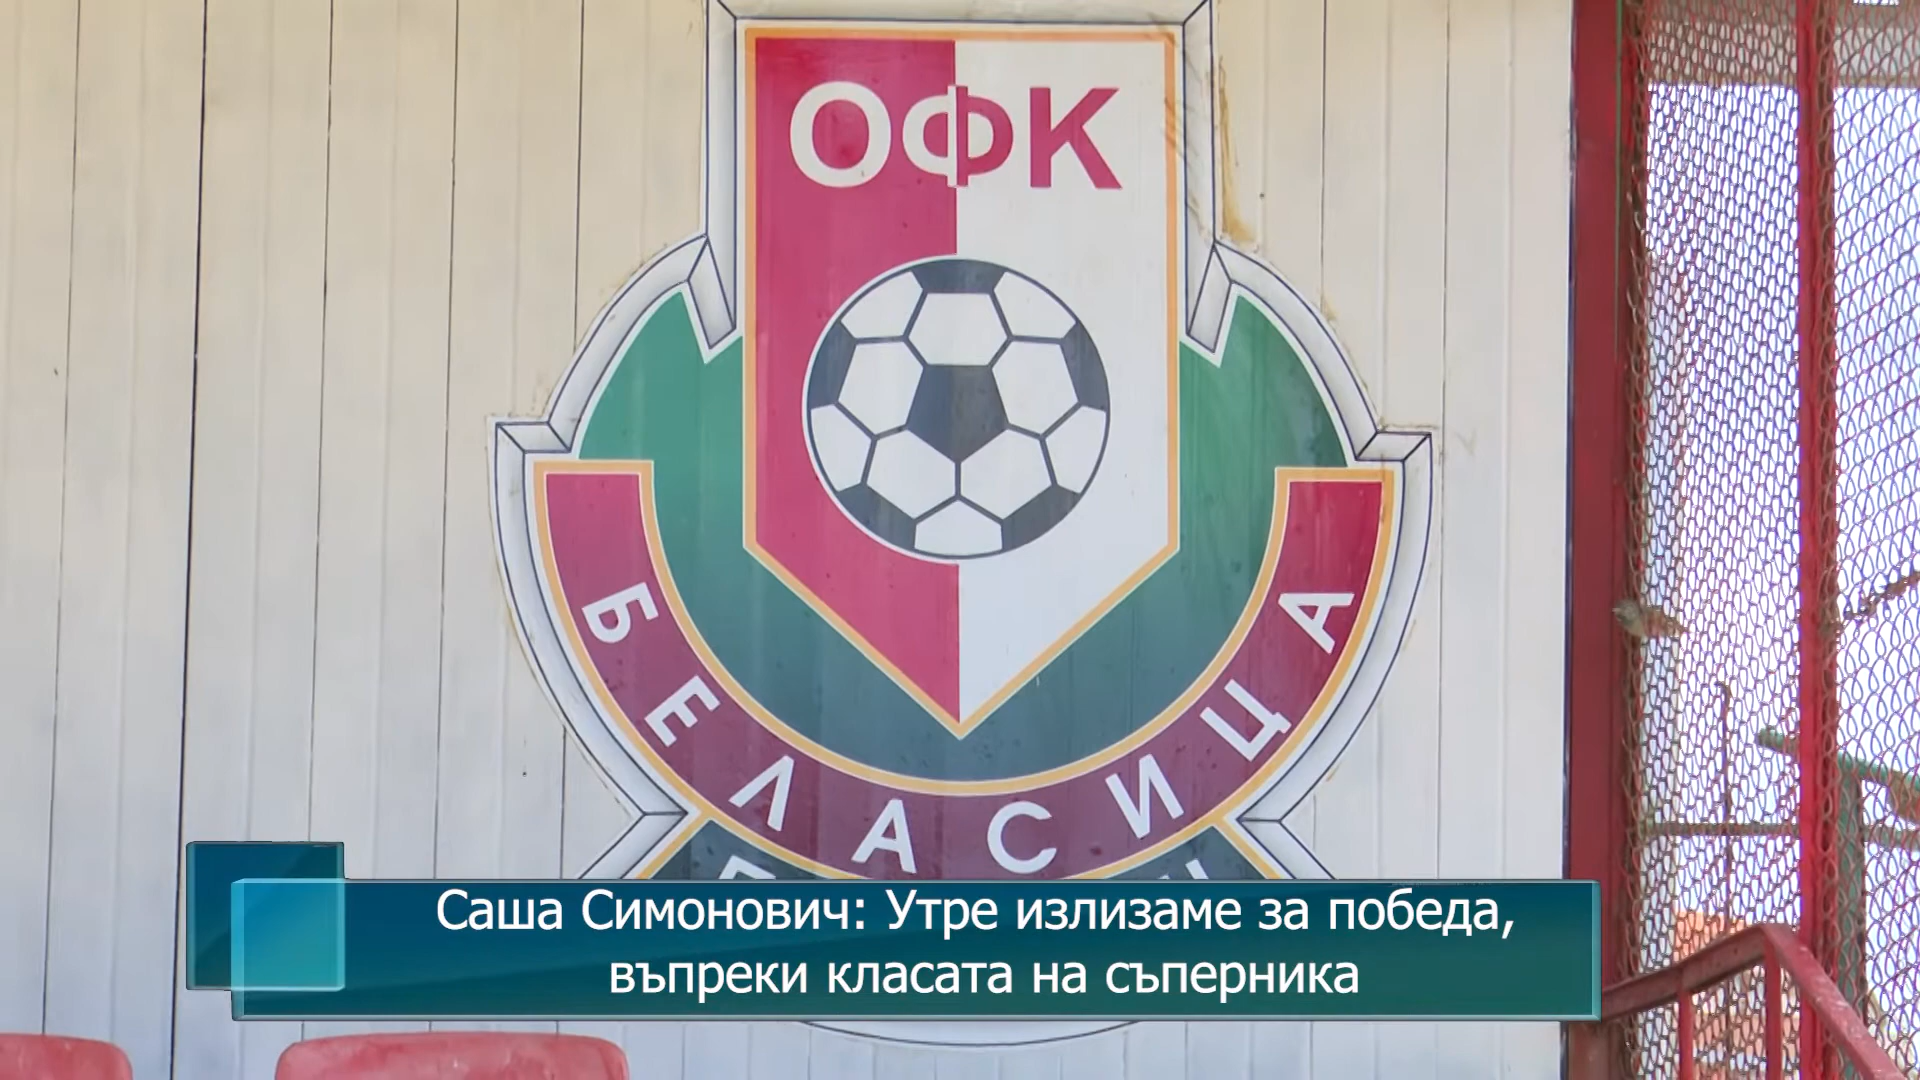 ОФК
БЕЛАСИЦА
Саша Симонович: Утре излизаме за победа,
въпреки класата на съперника